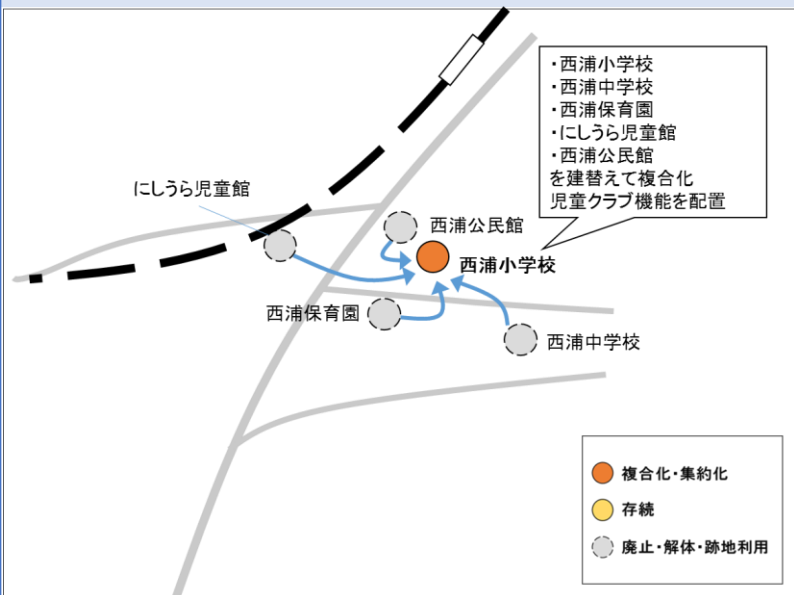 ・西浦小学校
・西浦中学校
・西浦保育園
・にしうら児童館
・西浦公民館
を建替えて複合化
児童クラブ機能を配置
にしうら児童館
西浦公民館
西浦小学校
西浦保育園
西浦中学校
複合化・集約化
存続
廃止・解体・跡地利用